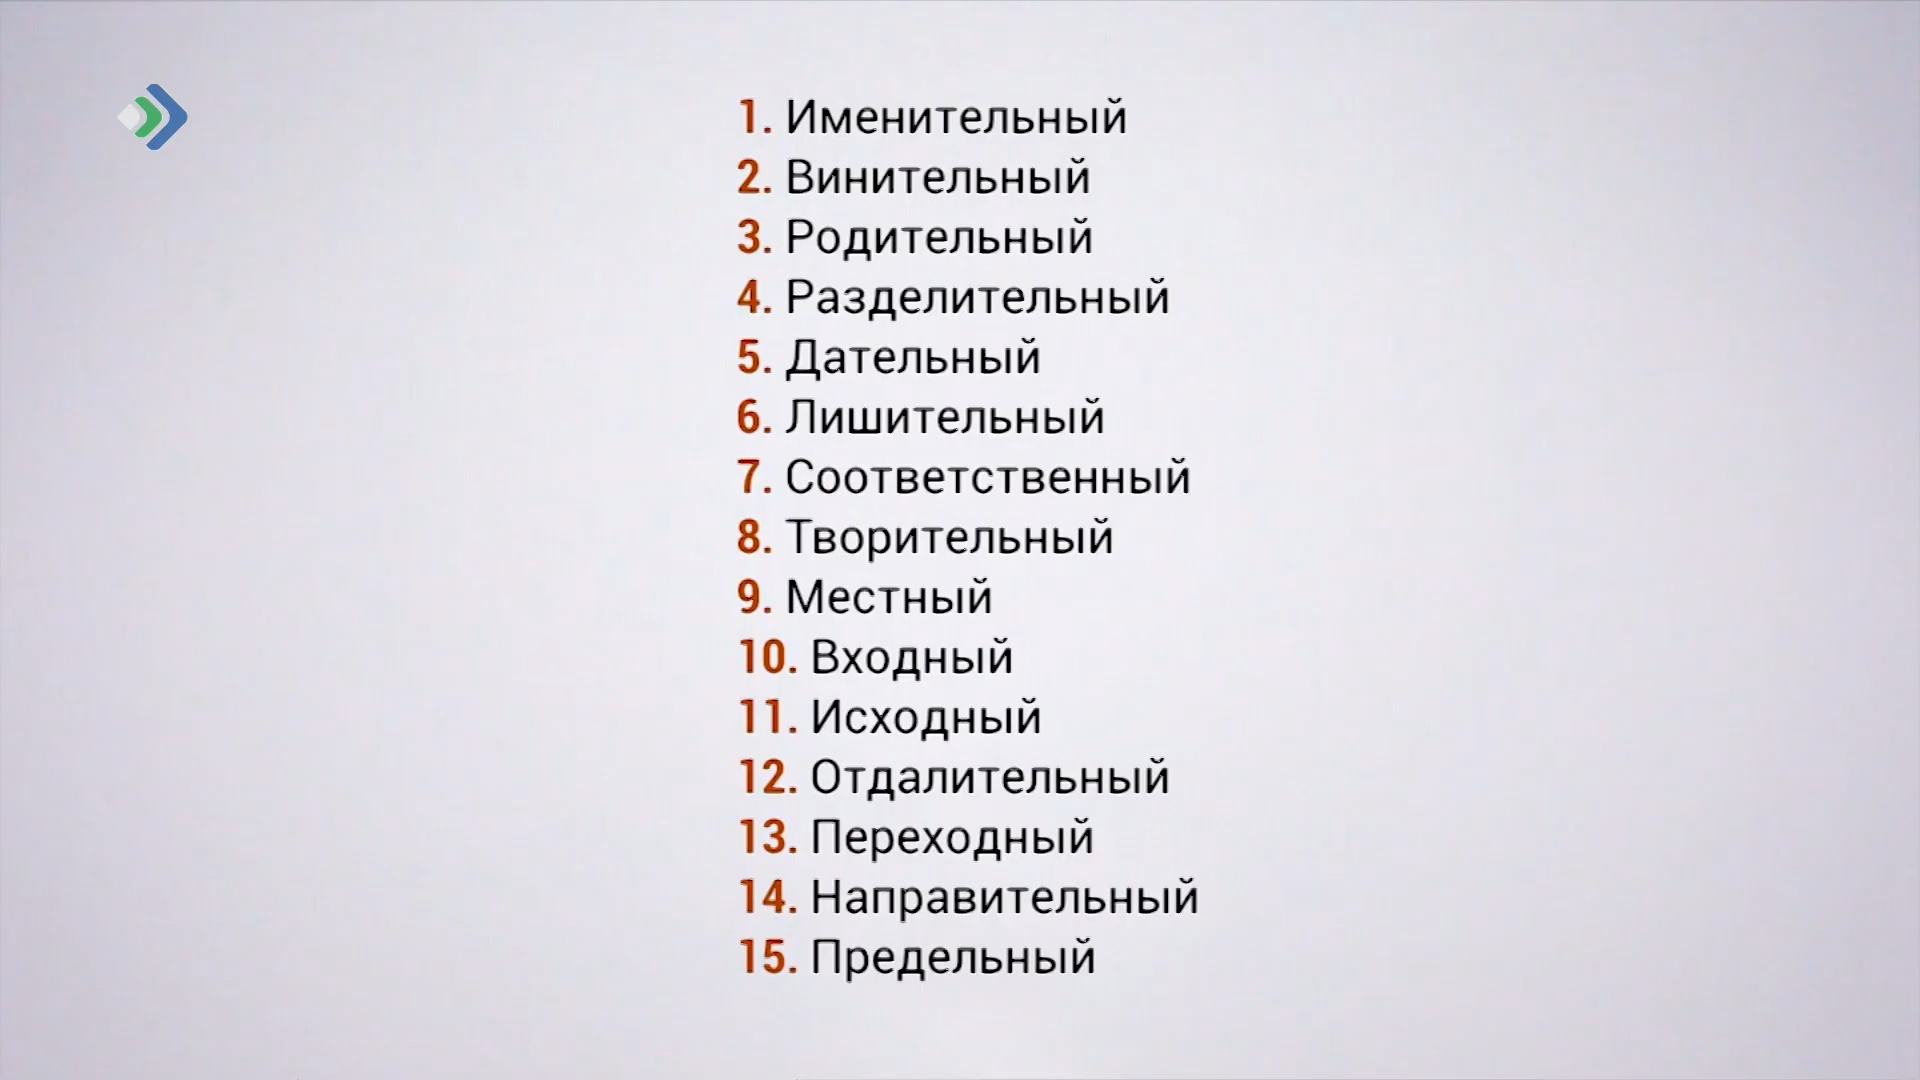 1. Именительный
2. Винительный
3. Родительный
4. Разделительный
5. Дательный
6. Лишительный
7. Соответственный
8. Творительный
9. Местный
10. Входный
11. Исходный
12. Отдалительный
13. Переходный
14. Направительный
15. Предельный